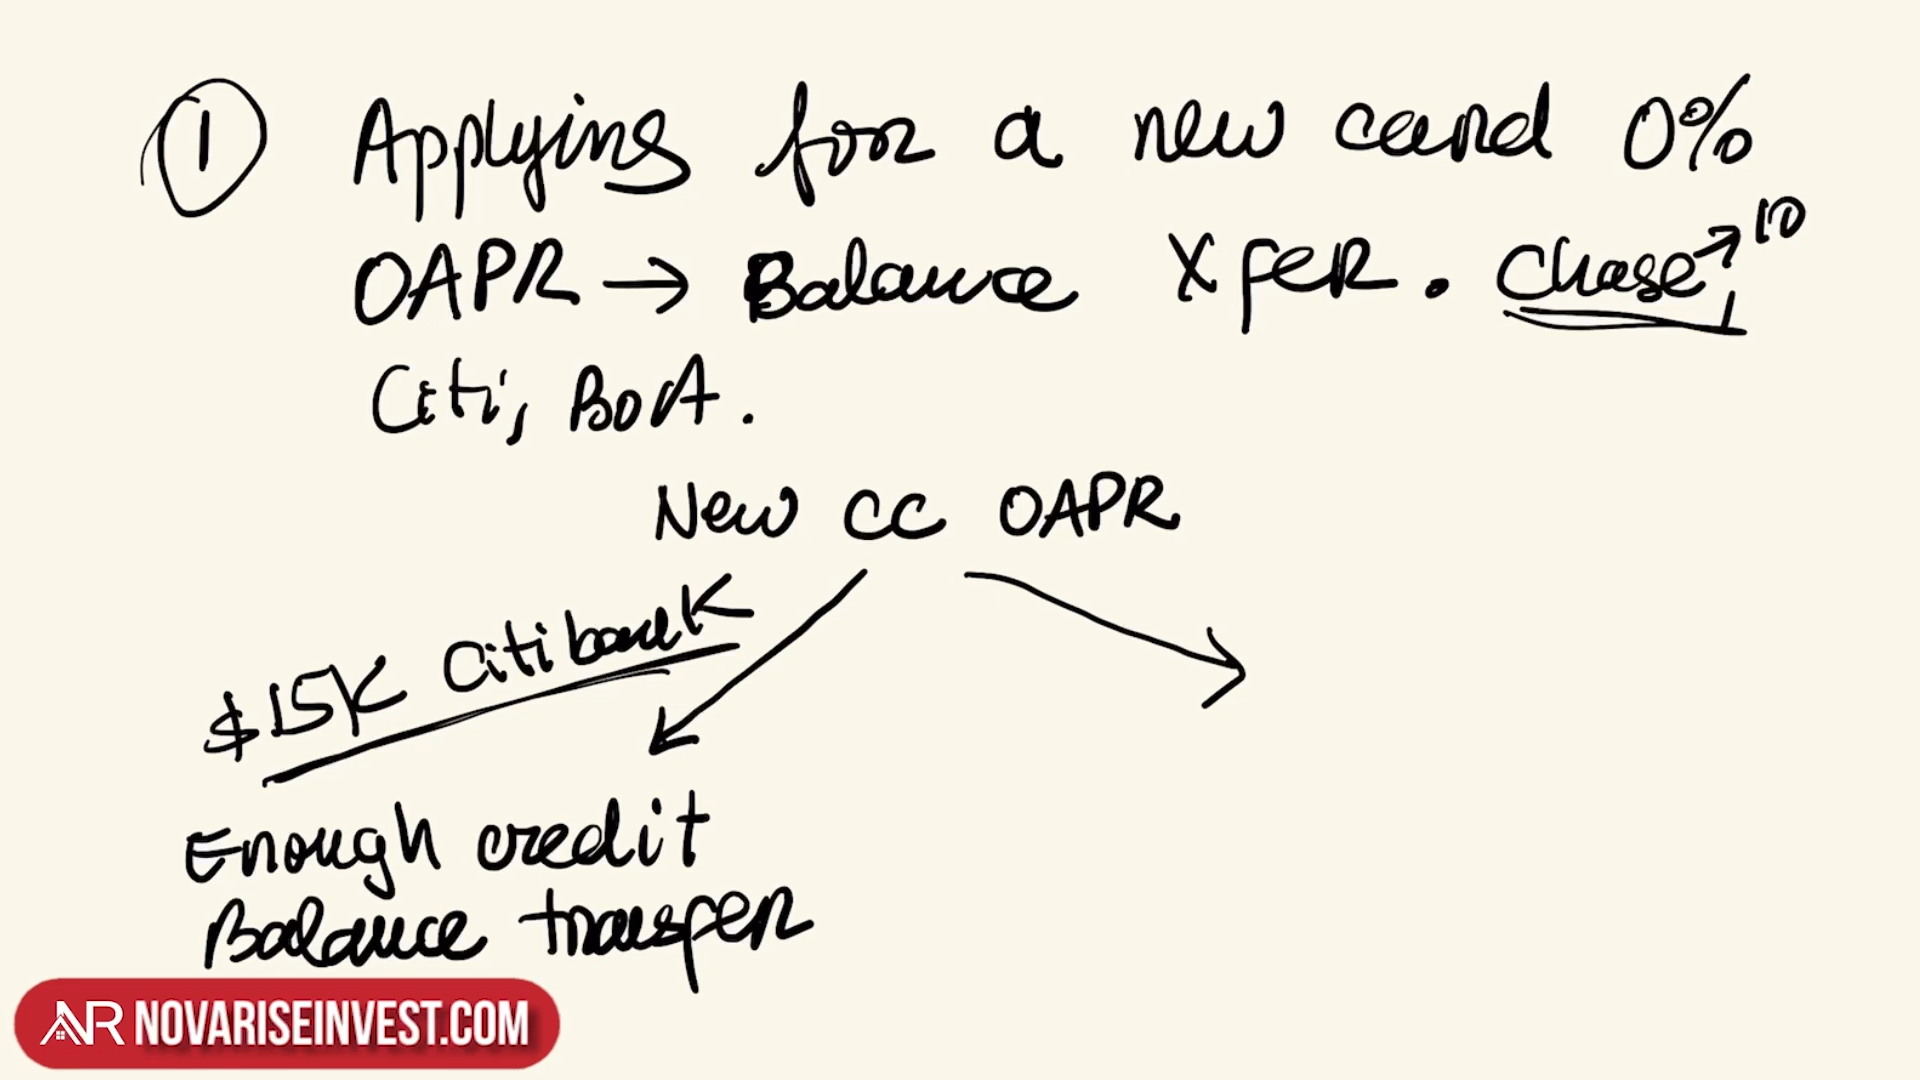 ① Applying for a new card 0%
0APR → Balance Xfer. Chase, → 10
Citi, BoA.
New CC 0APR
$15K Citibank
Enough credit
Balance transfer
NR NOVARISEINVEST.COM